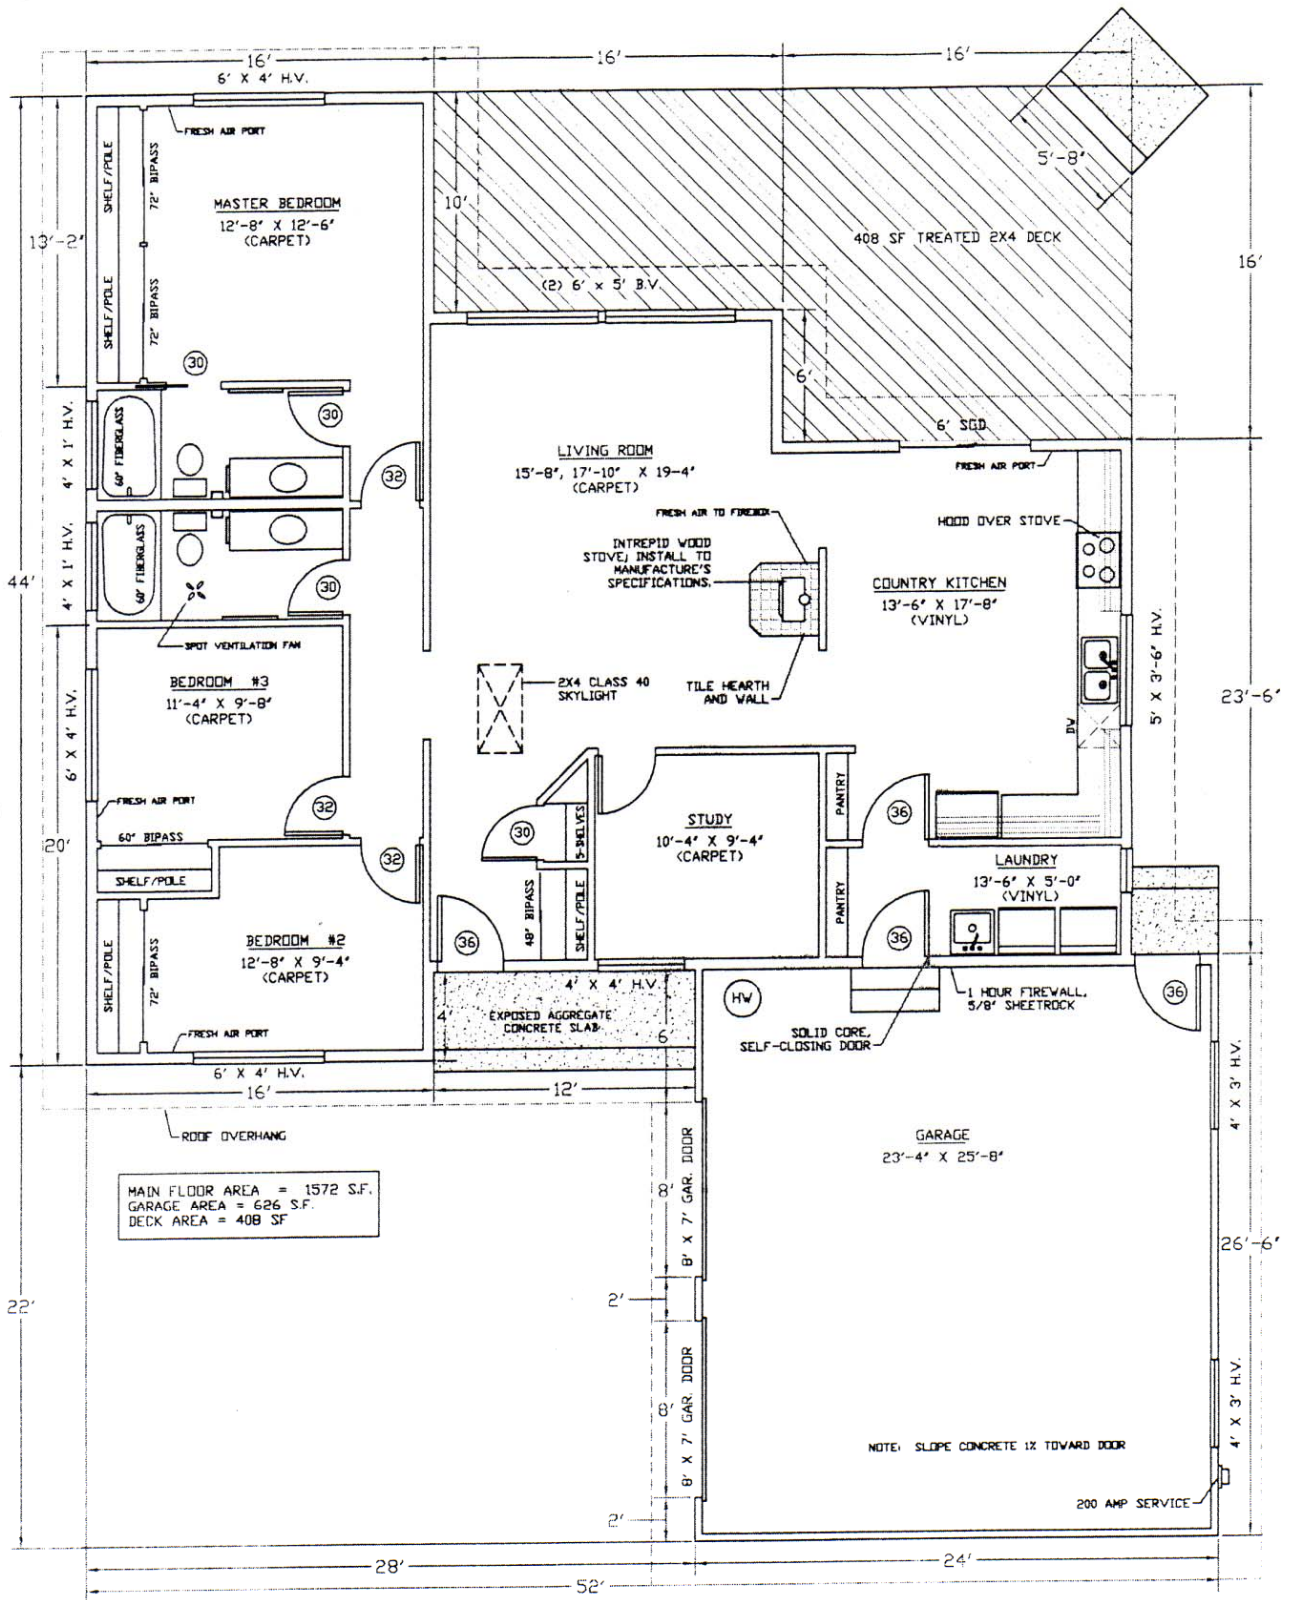 16'
16'
16'
6' X 4' H.V.
FRESH AIR PORT
SHELF/POLE
72" BIPASS
MASTER BEDROOM
12'-8" X 12'-6"
(CARPET)
13'-2"
SHELF/POLE
72" BIPASS
30
10'
5'-8"
408 SF TREATED 2X4 DECK
16'
(2) 6' x 5' B.V.
6'
6' SGD
FRESH AIR PORT
4' X 1' H.V.
60" FIBERGLASS
30
32
LIVING ROOM
15'-8", 17'-10" X 19-4"
(CARPET)
FRESH AIR TO FIREBOX
HOOD OVER STOVE
INTREPID WOOD
STOVE; INSTALL TO
MANUFACTURE'S
SPECIFICATIONS.
COUNTRY KITCHEN
13'-6" X 17'-8"
(VINYL)
44'
4' X 1' H.V.
60" FIBERGLASS
30
SPOT VENTILATION FAN
5' X 3'-6" H.V.
23'-6"
BEDROOM #3
11'-4" X 9'-8"
(CARPET)
2X4 CLASS 40
SKYLIGHT
TILE HEARTH
AND WALL
DW
6' X 4' H.V.
FRESH AIR PORT
32
60" BIPASS
20'
SHELF/POLE
32
30
5-SHELVES
STUDY
10'-4" X 9'-4"
(CARPET)
PANTRY
36
LAUNDRY
13'-6" X 5'-0"
(VINYL)
PANTRY
36
SHELF/POLE
72" BIPASS
BEDROOM #2
12'-8" X 9'-4"
(CARPET)
36
48" BIPASS
SHELF/POLE
FRESH AIR PORT
6' X 4' H.V.
4' X 4' H.V.
4'
EXPOSED AGGREGATE
CONCRETE SLAB
6'
HW
SOLID CORE,
SELF-CLOSING DOOR
1 HOUR FIREWALL,
5/8" SHEETROCK
36
16'
12'
ROOF OVERHANG
MAIN FLOOR AREA = 1572 S.F.
GARAGE AREA = 626 S.F.
DECK AREA = 408 SF
8'
8' X 7' GAR. DOOR
GARAGE
23'-4" X 25'-8"
4' X 3' H.V.
26'-6"
22'
2'
8'
8' X 7' GAR. DOOR
4' X 3' H.V.
NOTE: SLOPE CONCRETE 1% TOWARD DOOR
200 AMP SERVICE
2'
28'
24'
52'